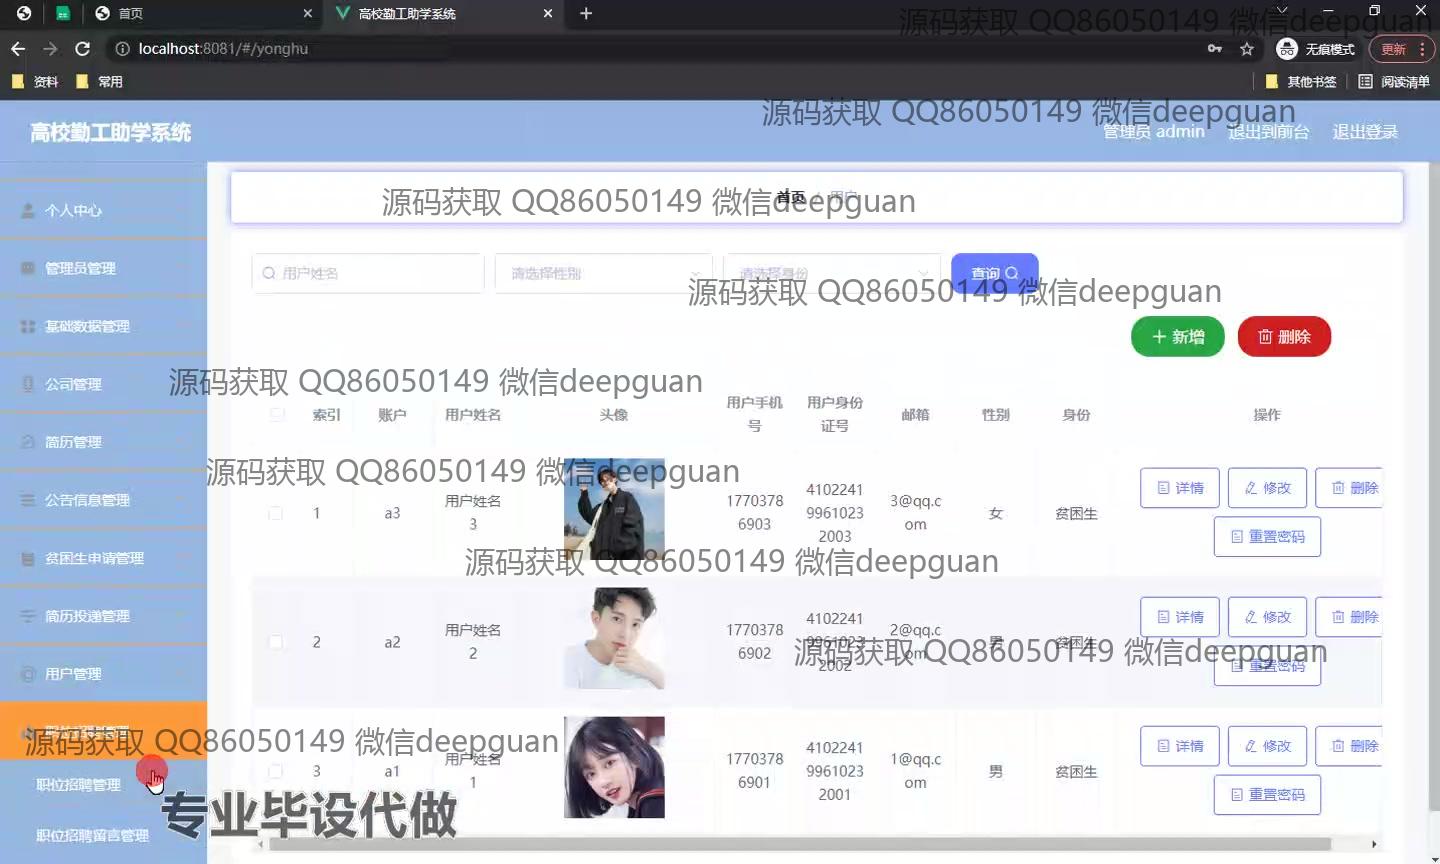 首页
高校勤工助学系统
localhost:8081/#/yonghu
无痕模式
更新
资料
常用
其他书签
阅读清单
源码获取 QQ86050149 微信deepguan
源码获取 QQ86050149 微信deepguan
高校勤工助学系统
管理员 admin
退出到前台
退出登录
个人中心
管理员管理
基础数据管理
公司管理
简历管理
公告信息管理
贫困生申请管理
简历投递管理
用户管理
职位招聘管理
职位招聘管理
职位招聘留言管理
首页 / 用户
源码获取 QQ86050149 微信deepguan
用户姓名
请选择性别
请选择身份
查询
源码获取 QQ86050149 微信deepguan
新增
删除
源码获取 QQ86050149 微信deepguan
索引 账户 用户姓名 头像 用户手机号 用户身份证号 邮箱 性别 身份 操作
源码获取 QQ86050149 微信deepguan
1 a3 用户姓名3 17703786903 410224199610232003 3@qq.com 女 贫困生
详情 修改 删除
重置密码
源码获取 QQ86050149 微信deepguan
2 a2 用户姓名2 17703786902 410224199610232002 2@qq.com 男 贫困生
详情 修改 删除
重置密码
源码获取 QQ86050149 微信deepguan
源码获取 QQ86050149 微信deepguan
3 a1 用户姓名1 17703786901 410224199610232001 1@qq.com 男 贫困生
详情 修改 删除
重置密码
专业毕设代做